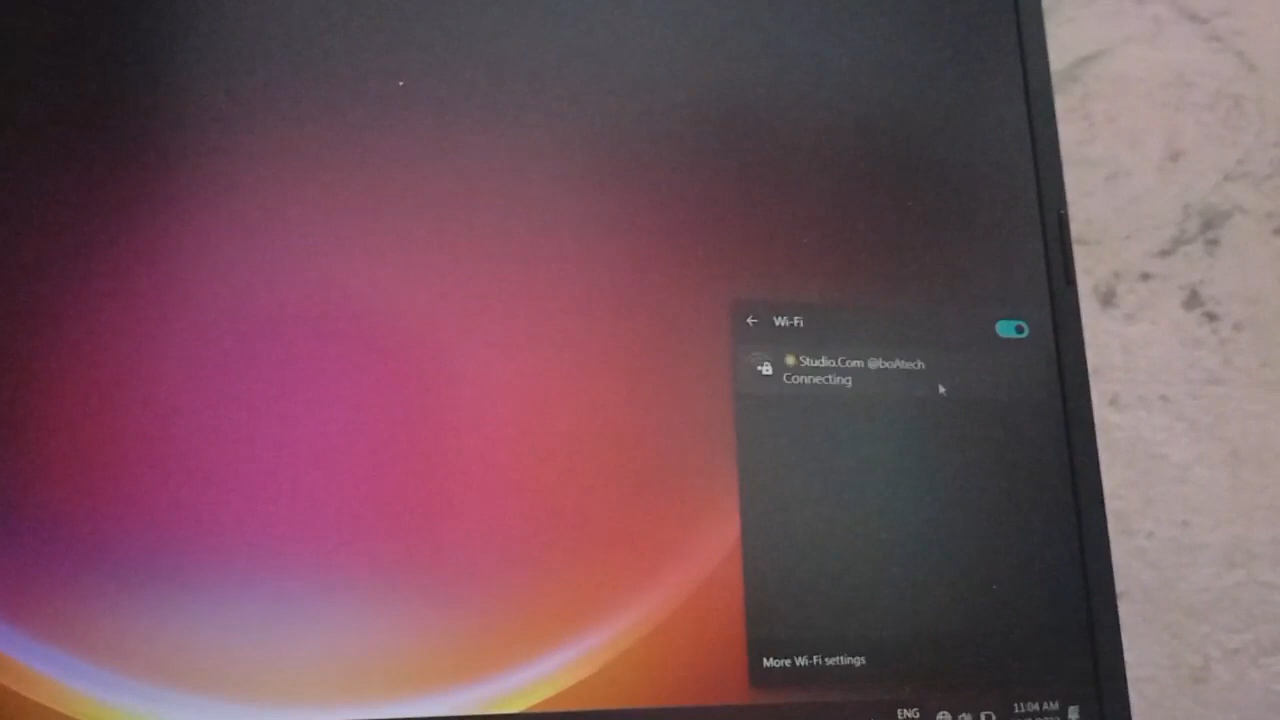 Wi-Fi
Studio.Com @boAtech
Connecting
More Wi-Fi settings
ENG
11:04 AM